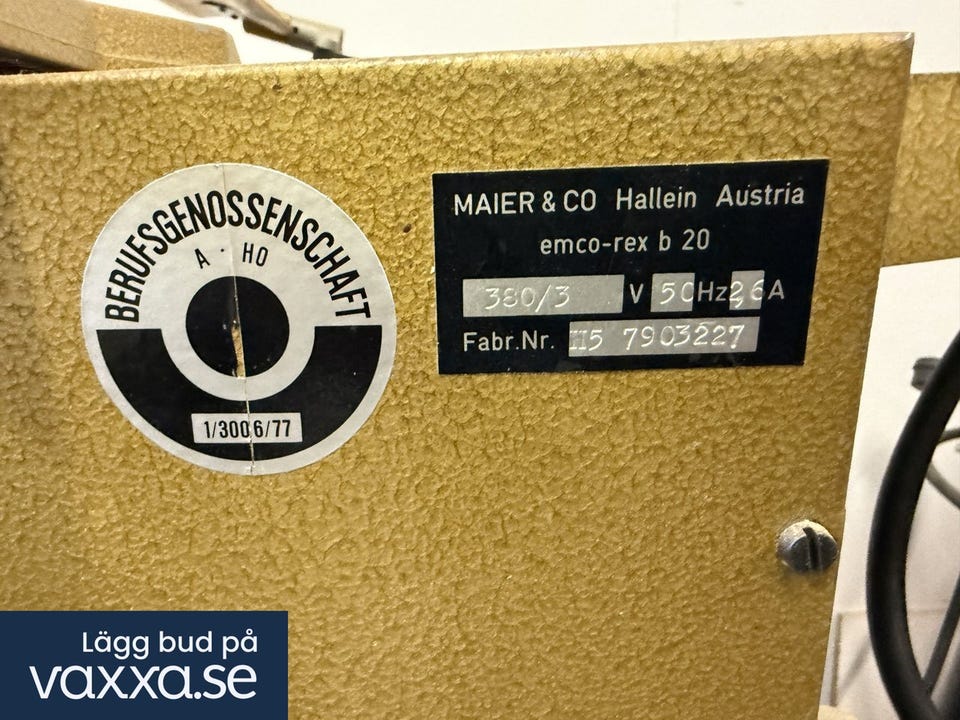 BERUFSGENOSSENSCHAFT
A - HO
1/3006/77
MAIER & CO Hallein Austria
emco-rex b 20
380/3 V 50Hz 2,6A
Fabr.Nr. II5 7903227
Lägg bud på
vaxxa.se